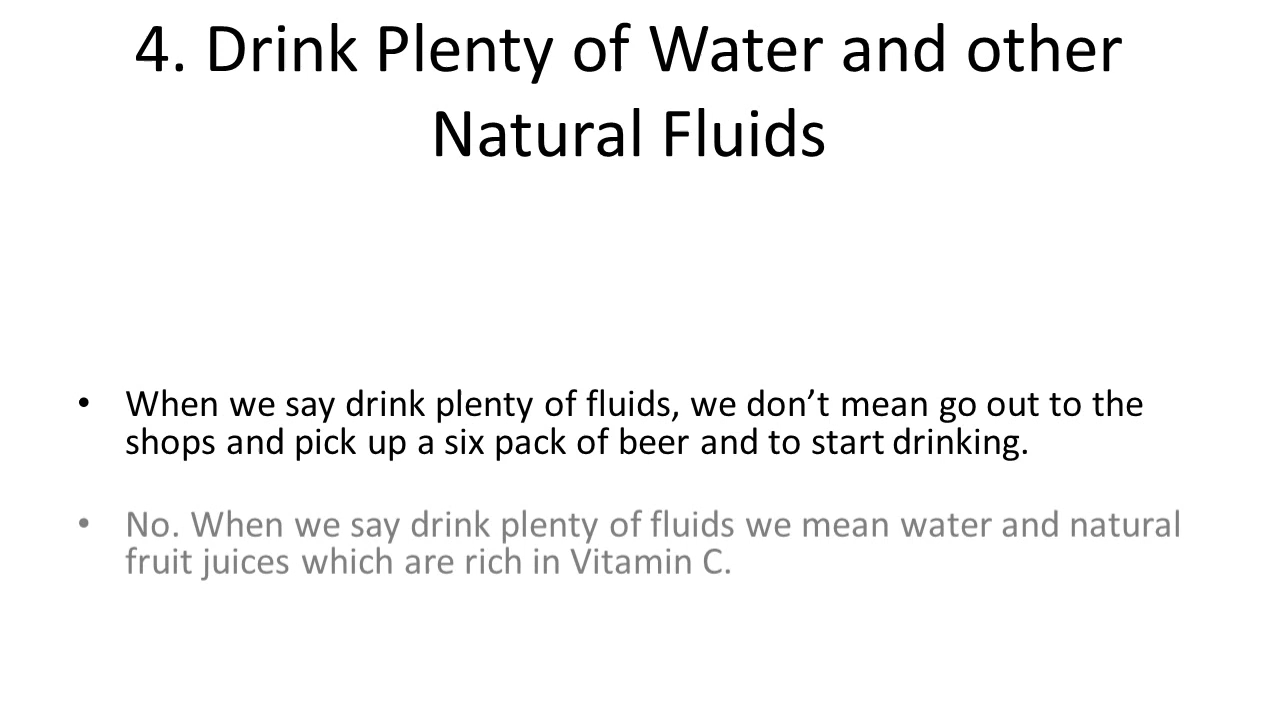 4. Drink Plenty of Water and other
Natural Fluids
• When we say drink plenty of fluids, we don’t mean go out to the
shops and pick up a six pack of beer and to start drinking.
• No. When we say drink plenty of fluids we mean water and natural
fruit juices which are rich in Vitamin C.